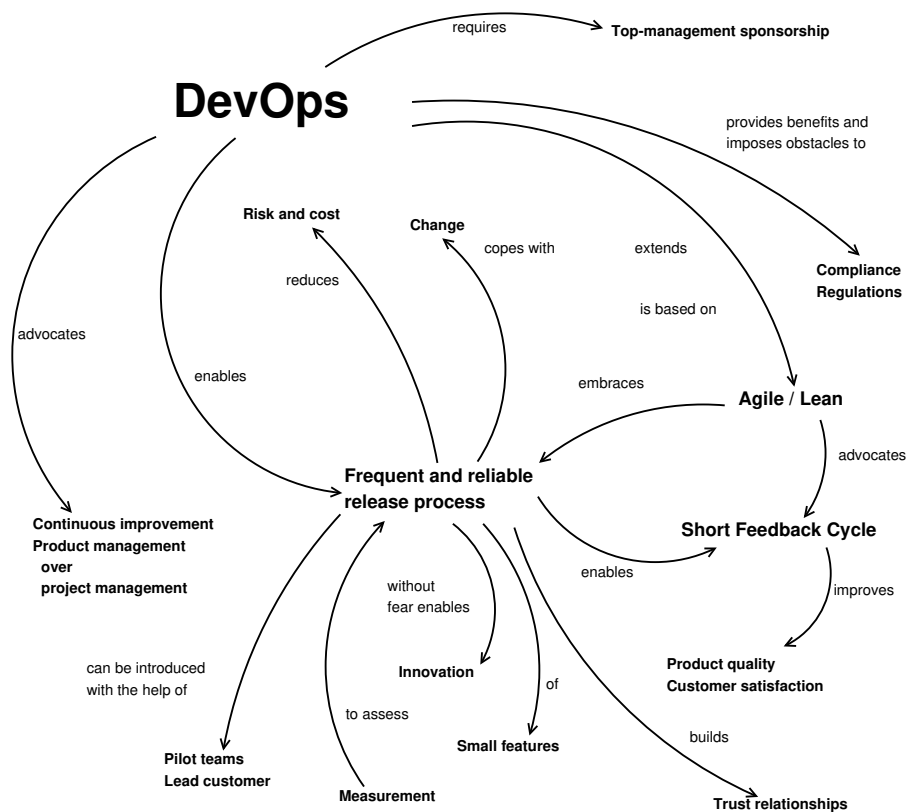 requires
Top-management sponsorship
DevOps
provides benefits and
imposes obstacles to
Risk and cost
Change
copes with
extends
Compliance
Regulations
reduces
is based on
advocates
enables
embraces
Agile / Lean
advocates
Frequent and reliable
release process
Continuous improvement
Product management
over
project management
Short Feedback Cycle
enables
without
fear enables
improves
can be introduced
with the help of
Innovation
of
Product quality
Customer satisfaction
to assess
builds
Small features
Pilot teams
Lead customer
Measurement
Trust relationships